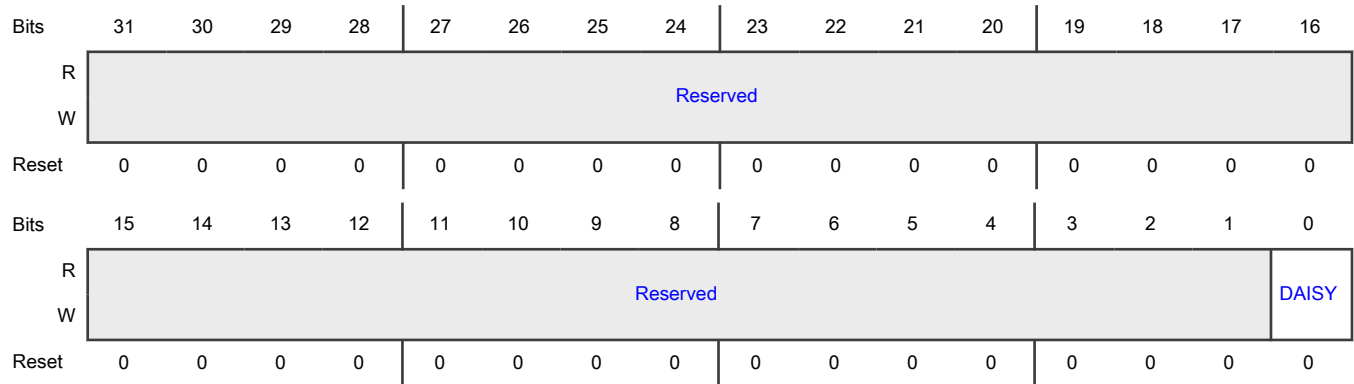 Bits 31 30 29 28 27 26 25 24 23 22 21 20 19 18 17 16
R
Reserved
W
Reset 0 0 0 0 0 0 0 0 0 0 0 0 0 0 0 0
Bits 15 14 13 12 11 10 9 8 7 6 5 4 3 2 1 0
R
Reserved DAISY
W
Reset 0 0 0 0 0 0 0 0 0 0 0 0 0 0 0 0